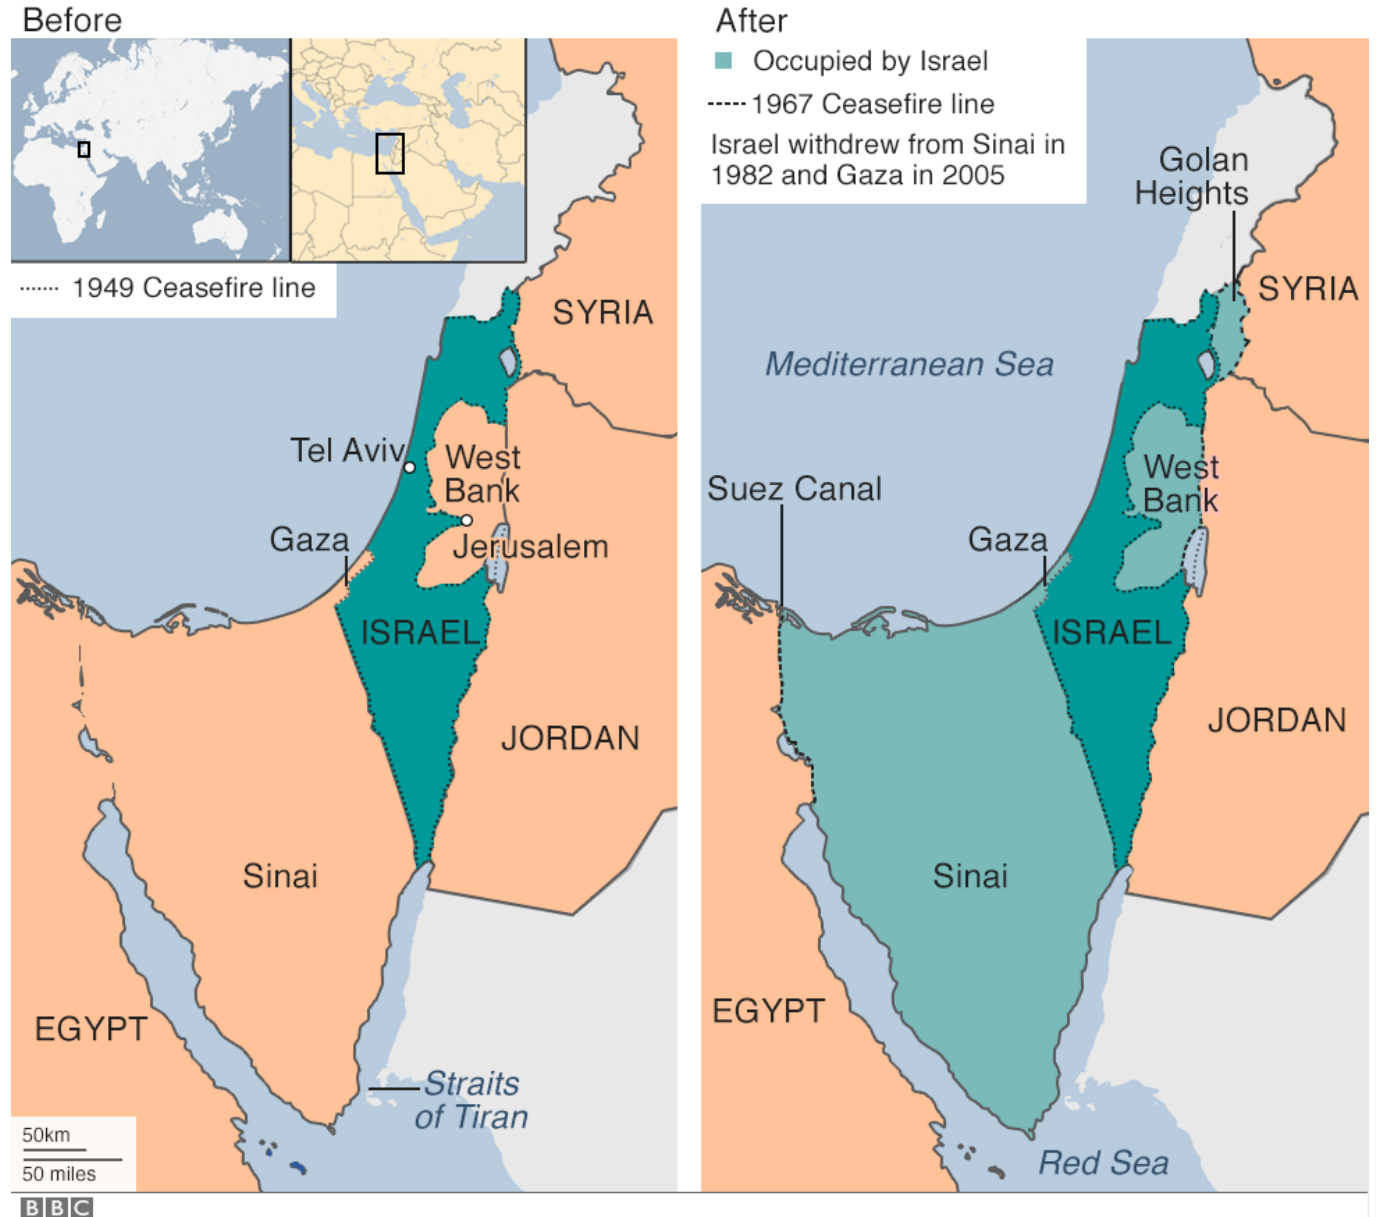 Before
1949 Ceasefire line
SYRIA
Tel Aviv
West
Bank
Gaza
Jerusalem
ISRAEL
JORDAN
Sinai
EGYPT
Straits
of Tiran
50km
50 miles
BBC
After
Occupied by Israel
1967 Ceasefire line
Israel withdrew from Sinai in
1982 and Gaza in 2005
Golan
Heights
SYRIA
Mediterranean Sea
West
Bank
Suez Canal
Gaza
ISRAEL
JORDAN
Sinai
EGYPT
Red Sea